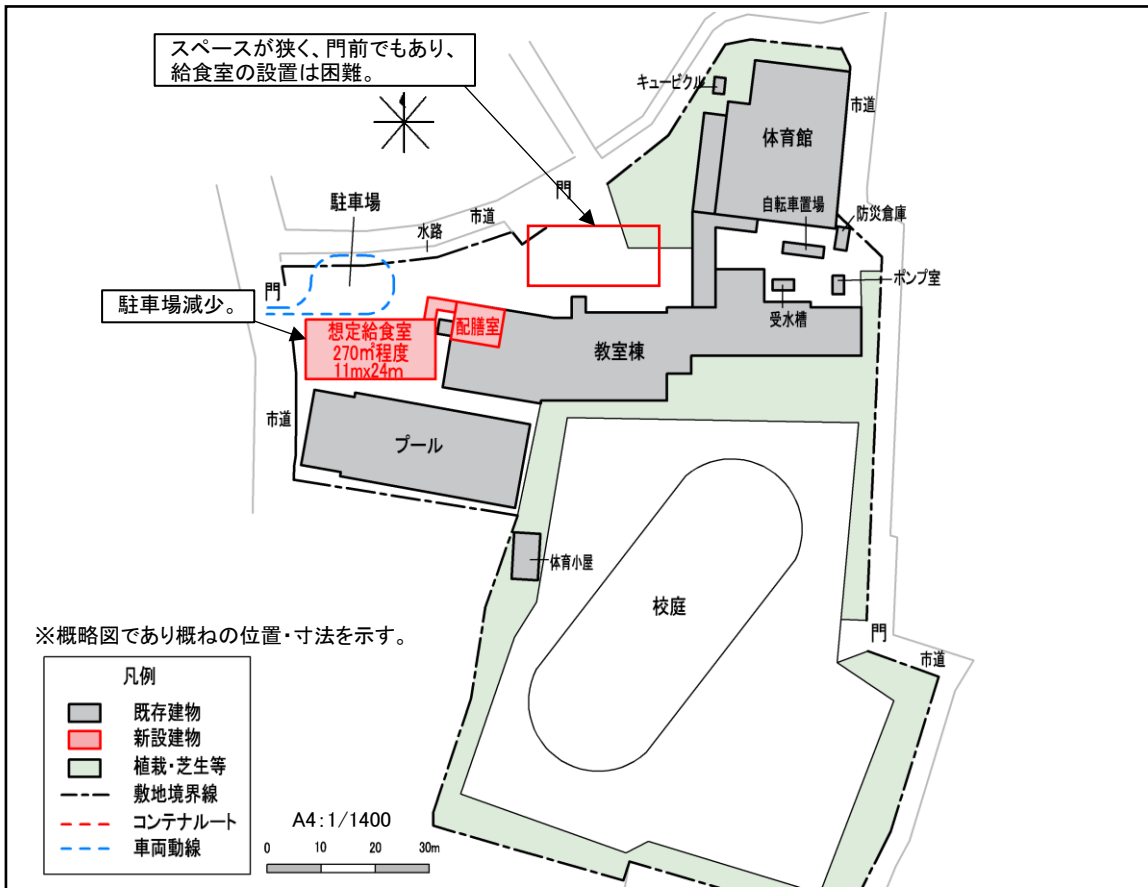 スペースが狭く、門前でもあり、
給食室の設置は困難。
キュービクル
市道
体育館
門
駐車場
市道
水路
自転車置場
防災倉庫
門
駐車場減少。
ポンプ室
受水槽
想定給食室
270㎡程度
11mx24m
配膳室
教室棟
市道
プール
体育小屋
校庭
門
市道
※概略図であり概ねの位置・寸法を示す。
凡例
既存建物
新設建物
植栽・芝生等
敷地境界線
コンテナルート
車両動線
A4:1/1400
0 10 20 30m